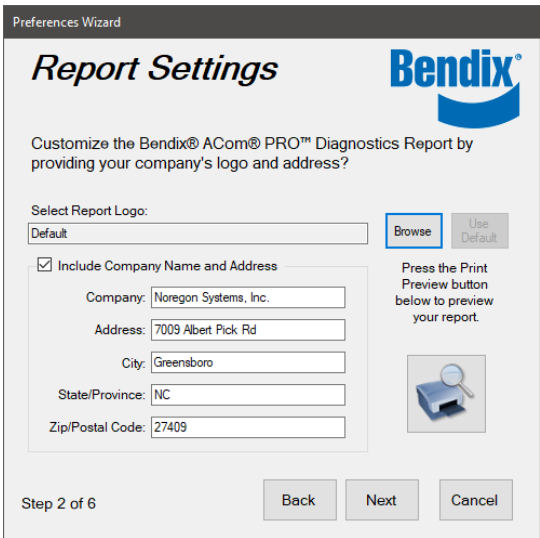 Preferences Wizard
Report Settings
Bendix®
Customize the Bendix® ACom® PRO™ Diagnostics Report by
providing your company's logo and address?
Select Report Logo:
Default
Browse
Use
Default
Include Company Name and Address
Company: Noregon Systems, Inc.
Address: 7009 Albert Pick Rd
City: Greensboro
State/Province: NC
Zip/Postal Code: 27409
Press the Print
Preview button
below to preview
your report.
Step 2 of 6
Back
Next
Cancel